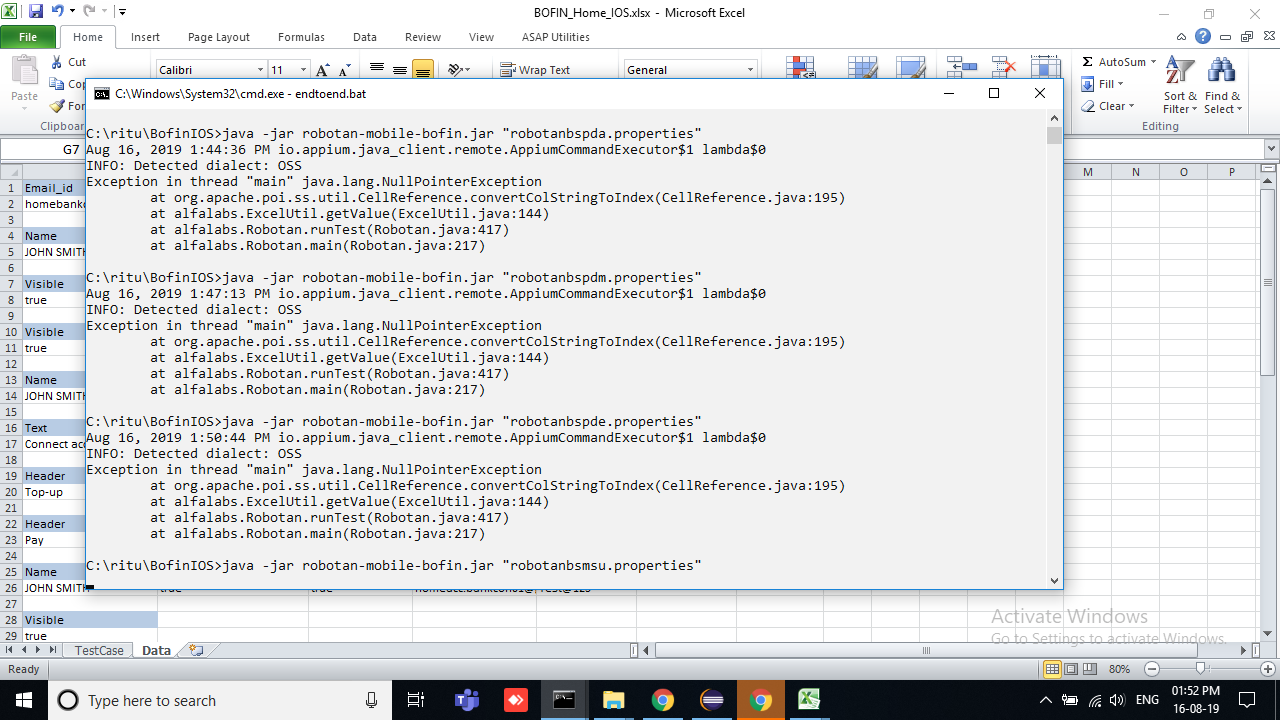 BOFIN_Home_IOS.xlsx - Microsoft Excel
File Home Insert Page Layout Formulas Data Review View ASAP Utilities
Cut
Paste
Clipboar
Calibri 11
A A
Wrap Text
General
AutoSum
Fill
Clear
Sort & Filter
Find & Select
Editing
G7
M N O P
C:\Windows\System32\cmd.exe - endtoend.bat
C:\ritu\BofinIOS>java -jar robotan-mobile-bofin.jar "robotanbspda.properties"
Aug 16, 2019 1:44:36 PM io.appium.java_client.remote.AppiumCommandExecutor$1 lambda$0
INFO: Detected dialect: OSS
Exception in thread "main" java.lang.NullPointerException
at org.apache.poi.ss.util.CellReference.convertColStringToIndex(CellReference.java:195)
at alfalabs.ExcelUtil.getValue(ExcelUtil.java:144)
at alfalabs.Robotan.runTest(Robotan.java:417)
at alfalabs.Robotan.main(Robotan.java:217)
C:\ritu\BofinIOS>java -jar robotan-mobile-bofin.jar "robotanbspdm.properties"
Aug 16, 2019 1:47:13 PM io.appium.java_client.remote.AppiumCommandExecutor$1 lambda$0
INFO: Detected dialect: OSS
Exception in thread "main" java.lang.NullPointerException
at org.apache.poi.ss.util.CellReference.convertColStringToIndex(CellReference.java:195)
at alfalabs.ExcelUtil.getValue(ExcelUtil.java:144)
at alfalabs.Robotan.runTest(Robotan.java:417)
at alfalabs.Robotan.main(Robotan.java:217)
C:\ritu\BofinIOS>java -jar robotan-mobile-bofin.jar "robotanbspde.properties"
Aug 16, 2019 1:50:44 PM io.appium.java_client.remote.AppiumCommandExecutor$1 lambda$0
INFO: Detected dialect: OSS
Exception in thread "main" java.lang.NullPointerException
at org.apache.poi.ss.util.CellReference.convertColStringToIndex(CellReference.java:195)
at alfalabs.ExcelUtil.getValue(ExcelUtil.java:144)
at alfalabs.Robotan.runTest(Robotan.java:417)
at alfalabs.Robotan.main(Robotan.java:217)
C:\ritu\BofinIOS>java -jar robotan-mobile-bofin.jar "robotanbsmsu.properties"
1 Email_id
2 homebank
3
4 Name
5 JOHN SMITH
6
7 Visible
8 true
9
10 Visible
11 true
12
13 Name
14 JOHN SMITH
15
16 Text
17 Connect acc
18
19 Header
20 Top-up
21
22 Header
23 Pay
24
25 Name
26 JOHN SMITH true true
27
28 Visible
29 true
Activate Windows
Go to Settings to activate Windows.
TestCase Data
Ready 80%
Type here to search
ENG
01:52 PM
16-08-19